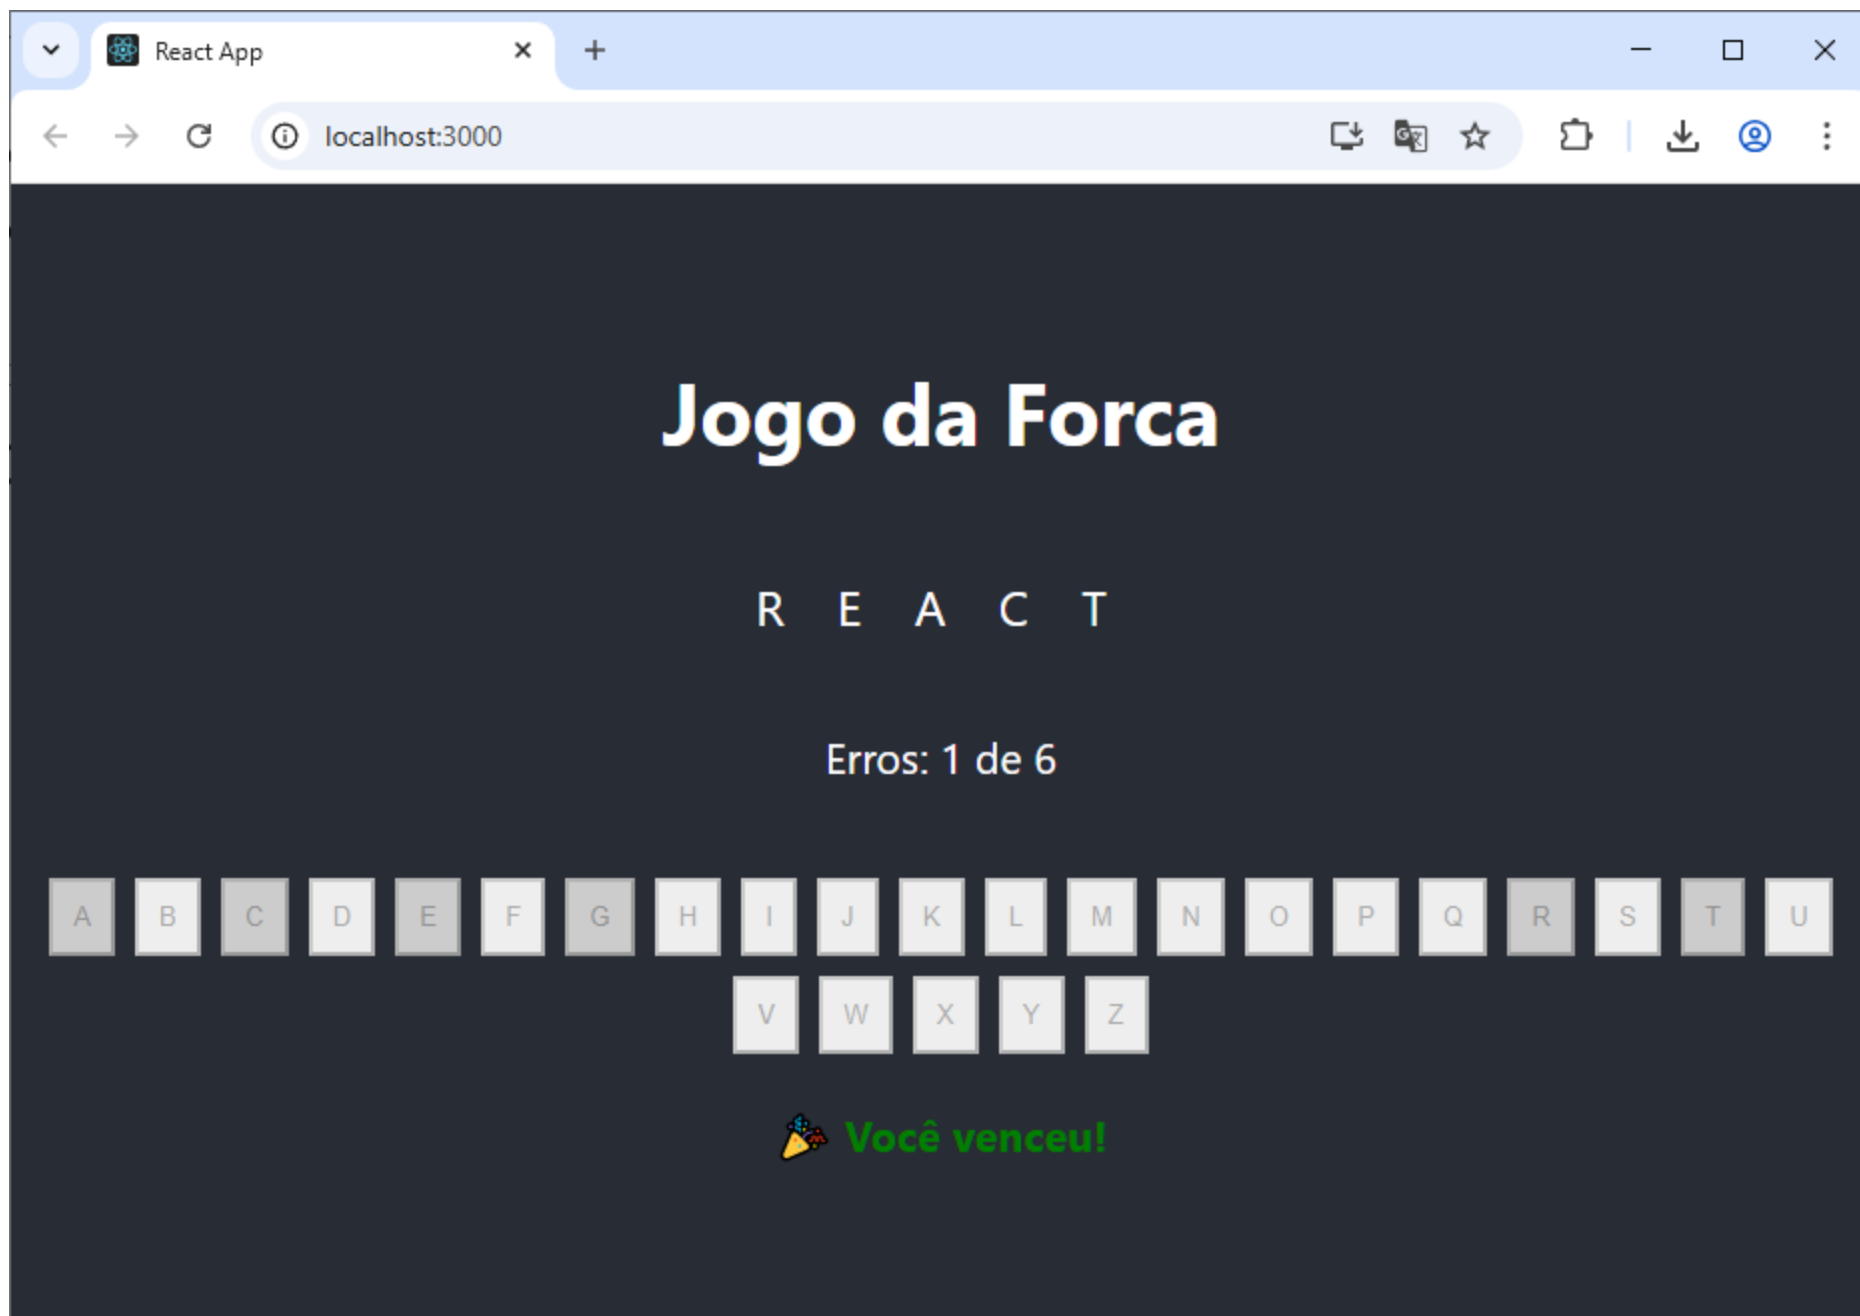 React App
localhost:3000
Jogo da Forca
R E A C T
Erros: 1 de 6
A B C D E F G H I J K L M N O P Q R S T U
V W X Y Z
🎉 Você venceu!